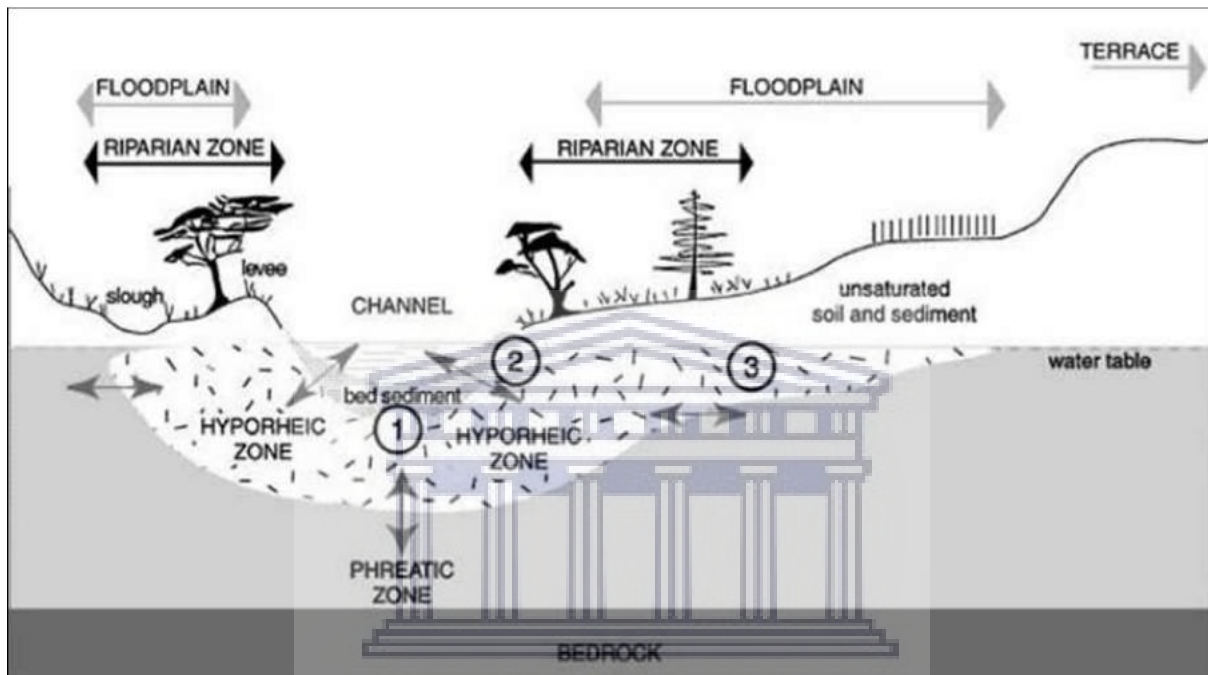 TERRACE
FLOODPLAIN
FLOODPLAIN
RIPARIAN ZONE
RIPARIAN ZONE
levee
slough
CHANNEL
unsaturated
soil and sediment
2
3
water table
bed sediment
1
HYPORHEIC
ZONE
HYPORHEIC
ZONE
PHREATIC
ZONE
BEDROCK